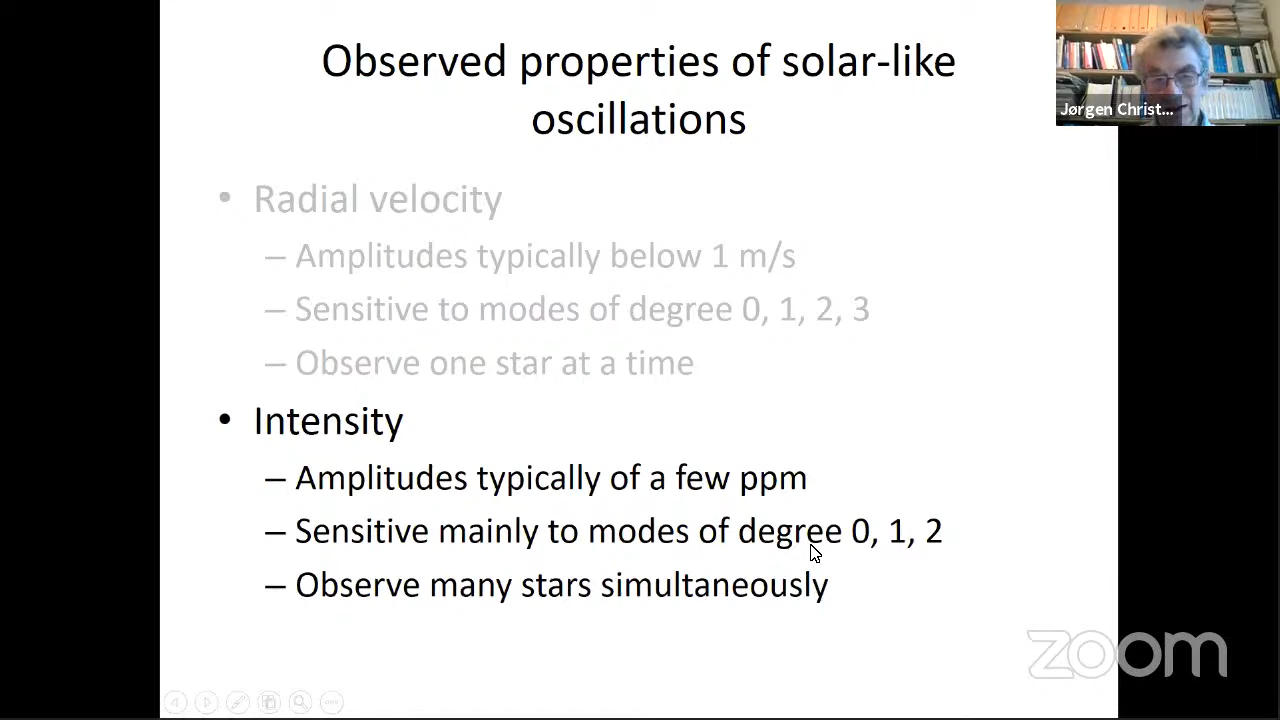 Observed properties of solar-like
oscillations
Jørgen Christ...
• Radial velocity
– Amplitudes typically below 1 m/s
– Sensitive to modes of degree 0, 1, 2, 3
– Observe one star at a time
• Intensity
– Amplitudes typically of a few ppm
– Sensitive mainly to modes of degree 0, 1, 2
– Observe many stars simultaneously
zoom